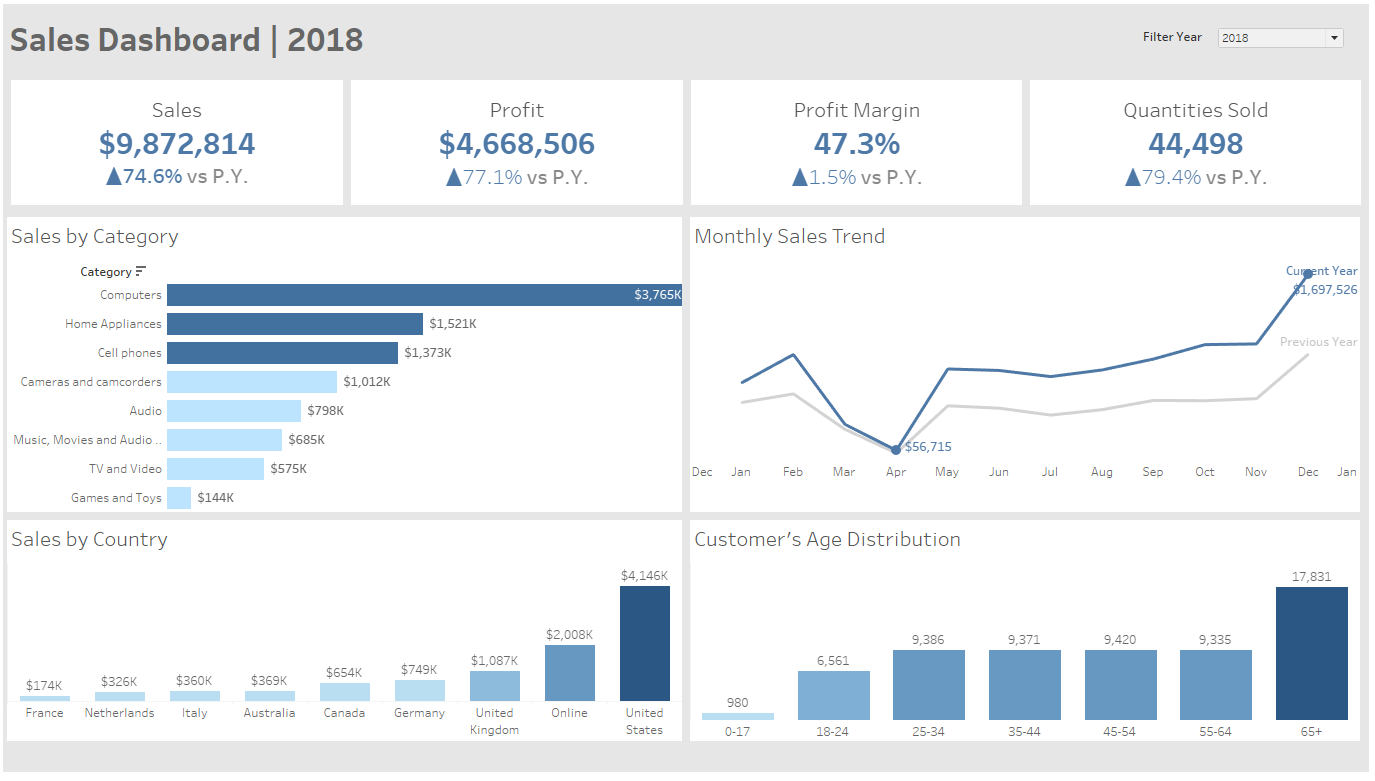 Sales Dashboard | 2018
Filter Year
2018
Sales
$9,872,814
▲74.6% vs P.Y.
Profit
$4,668,506
▲77.1% vs P.Y.
Profit Margin
47.3%
▲1.5% vs P.Y.
Quantities Sold
44,498
▲79.4% vs P.Y.
Sales by Category
Category
Computers
$3,765K
Home Appliances
$1,521K
Cell phones
$1,373K
Cameras and camcorders
$1,012K
Audio
$798K
Music, Movies and Audio ..
$685K
TV and Video
$575K
Games and Toys
$144K
Monthly Sales Trend
Current Year
$1,697,526
Previous Year
$56,715
Dec Jan Feb Mar Apr May Jun Jul Aug Sep Oct Nov Dec Jan
Sales by Country
$174K
$326K
$360K
$369K
$654K
$749K
$1,087K
$2,008K
$4,146K
France
Netherlands
Italy
Australia
Canada
Germany
United
Kingdom
Online
United
States
Customer's Age Distribution
980
6,561
9,386
9,371
9,420
9,335
17,831
0-17
18-24
25-34
35-44
45-54
55-64
65+